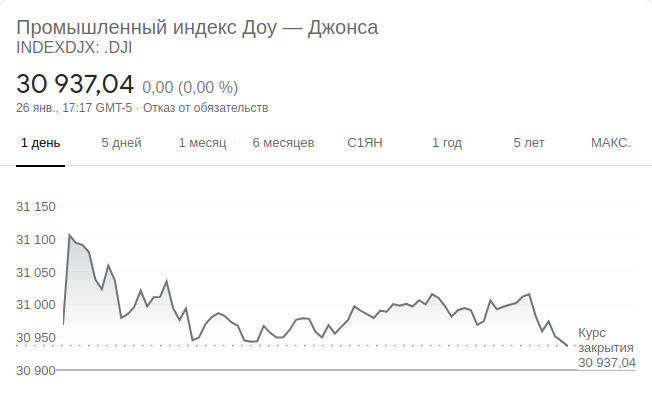 Промышленный индекс Доу — Джонса
INDEXDJX: .DJI
30 937,04 0,00 (0,00 %)
26 янв., 17:17 GMT-5 · Отказ от обязательств
1 день 5 дней 1 месяц 6 месяцев С1ЯН 1 год 5 лет МАКС.
31 150
31 100
31 050
31 000
30 950
30 900
Курс
закрытия
30 937,04